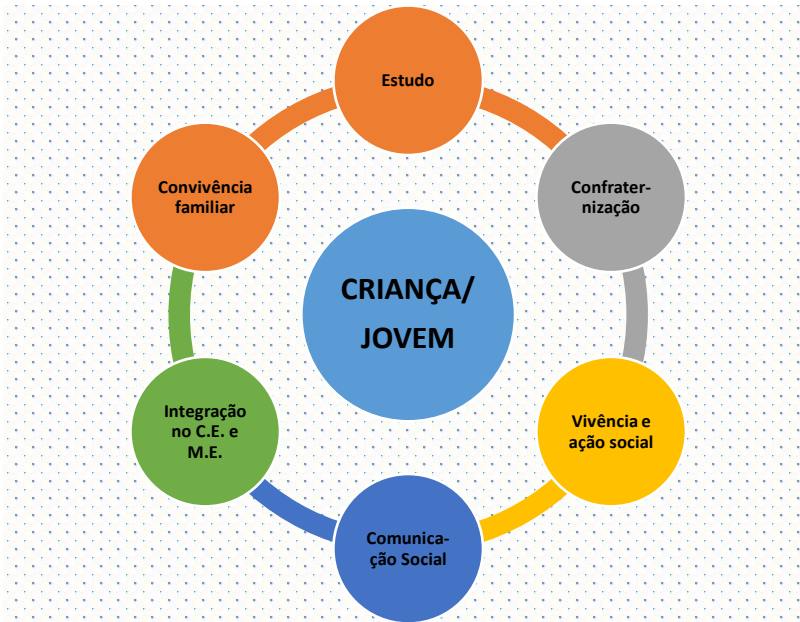 Estudo
Confrater-
nização
Vivência e
ação social
Comunica-
ção Social
Integração
no C.E. e
M.E.
Convivência
familiar
CRIANÇA/
JOVEM